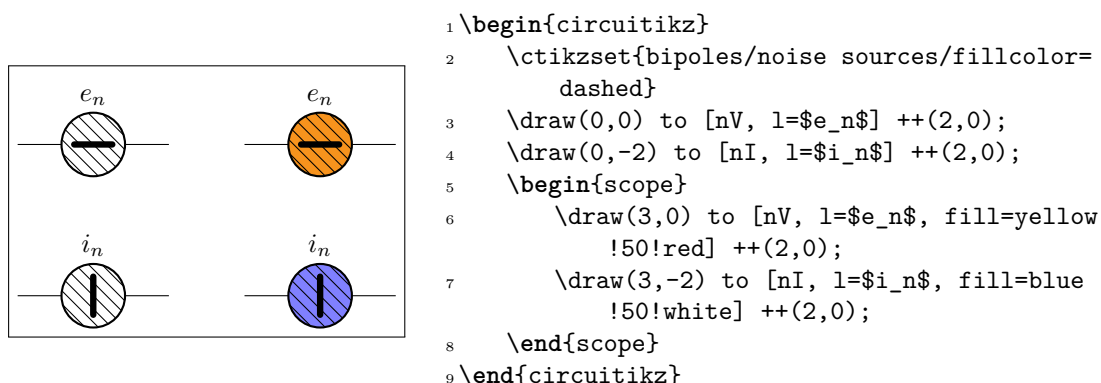 e_n e_n
i_n i_n
1 \begin{circuitikz}
2 \ctikzset{bipoles/noise sources/fillcolor=
dashed}
3 \draw(0,0) to [nV, l=$e_n$] ++(2,0);
4 \draw(0,-2) to [nI, l=$i_n$] ++(2,0);
5 \begin{scope}
6 \draw(3,0) to [nV, l=$e_n$, fill=yellow
!50!red] ++(2,0);
7 \draw(3,-2) to [nI, l=$i_n$, fill=blue
!50!white] ++(2,0);
8 \end{scope}
9 \end{circuitikz}